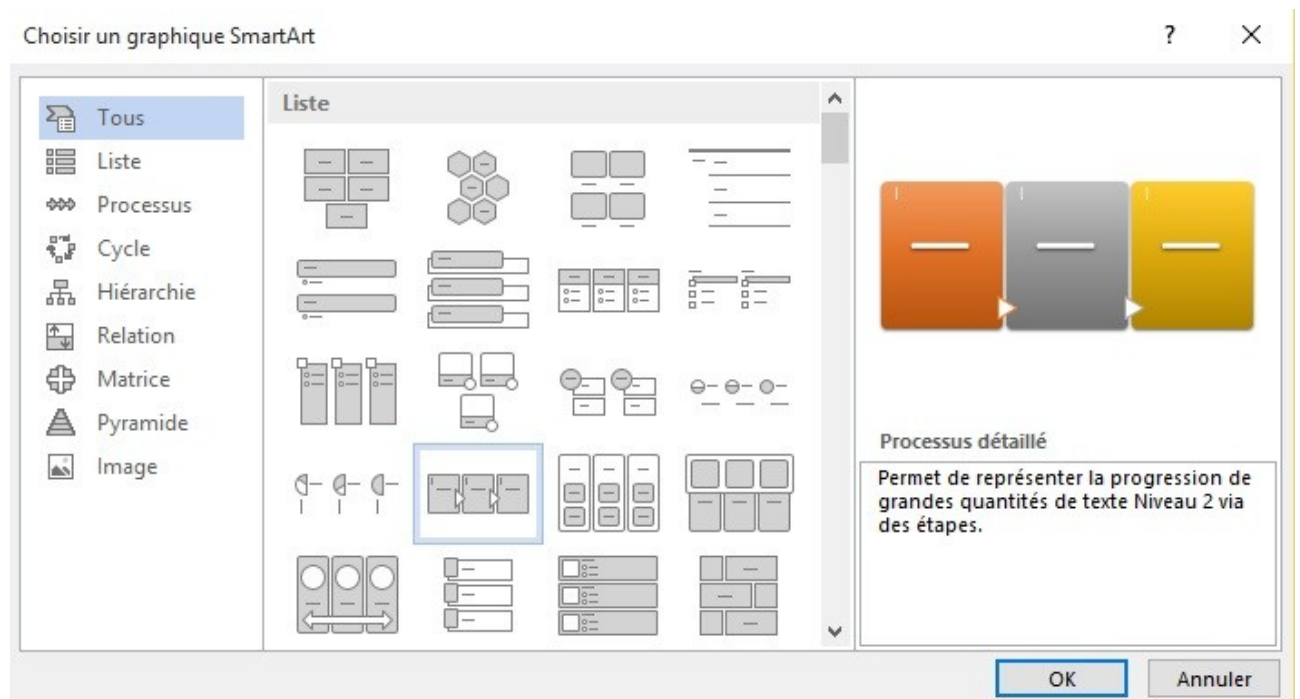 Choisir un graphique SmartArt
?
Tous
Liste
Processus
Cycle
Hiérarchie
Relation
Matrice
Pyramide
Image
Liste
Processus détaillé
Permet de représenter la progression de
grandes quantités de texte Niveau 2 via
des étapes.
OK
Annuler